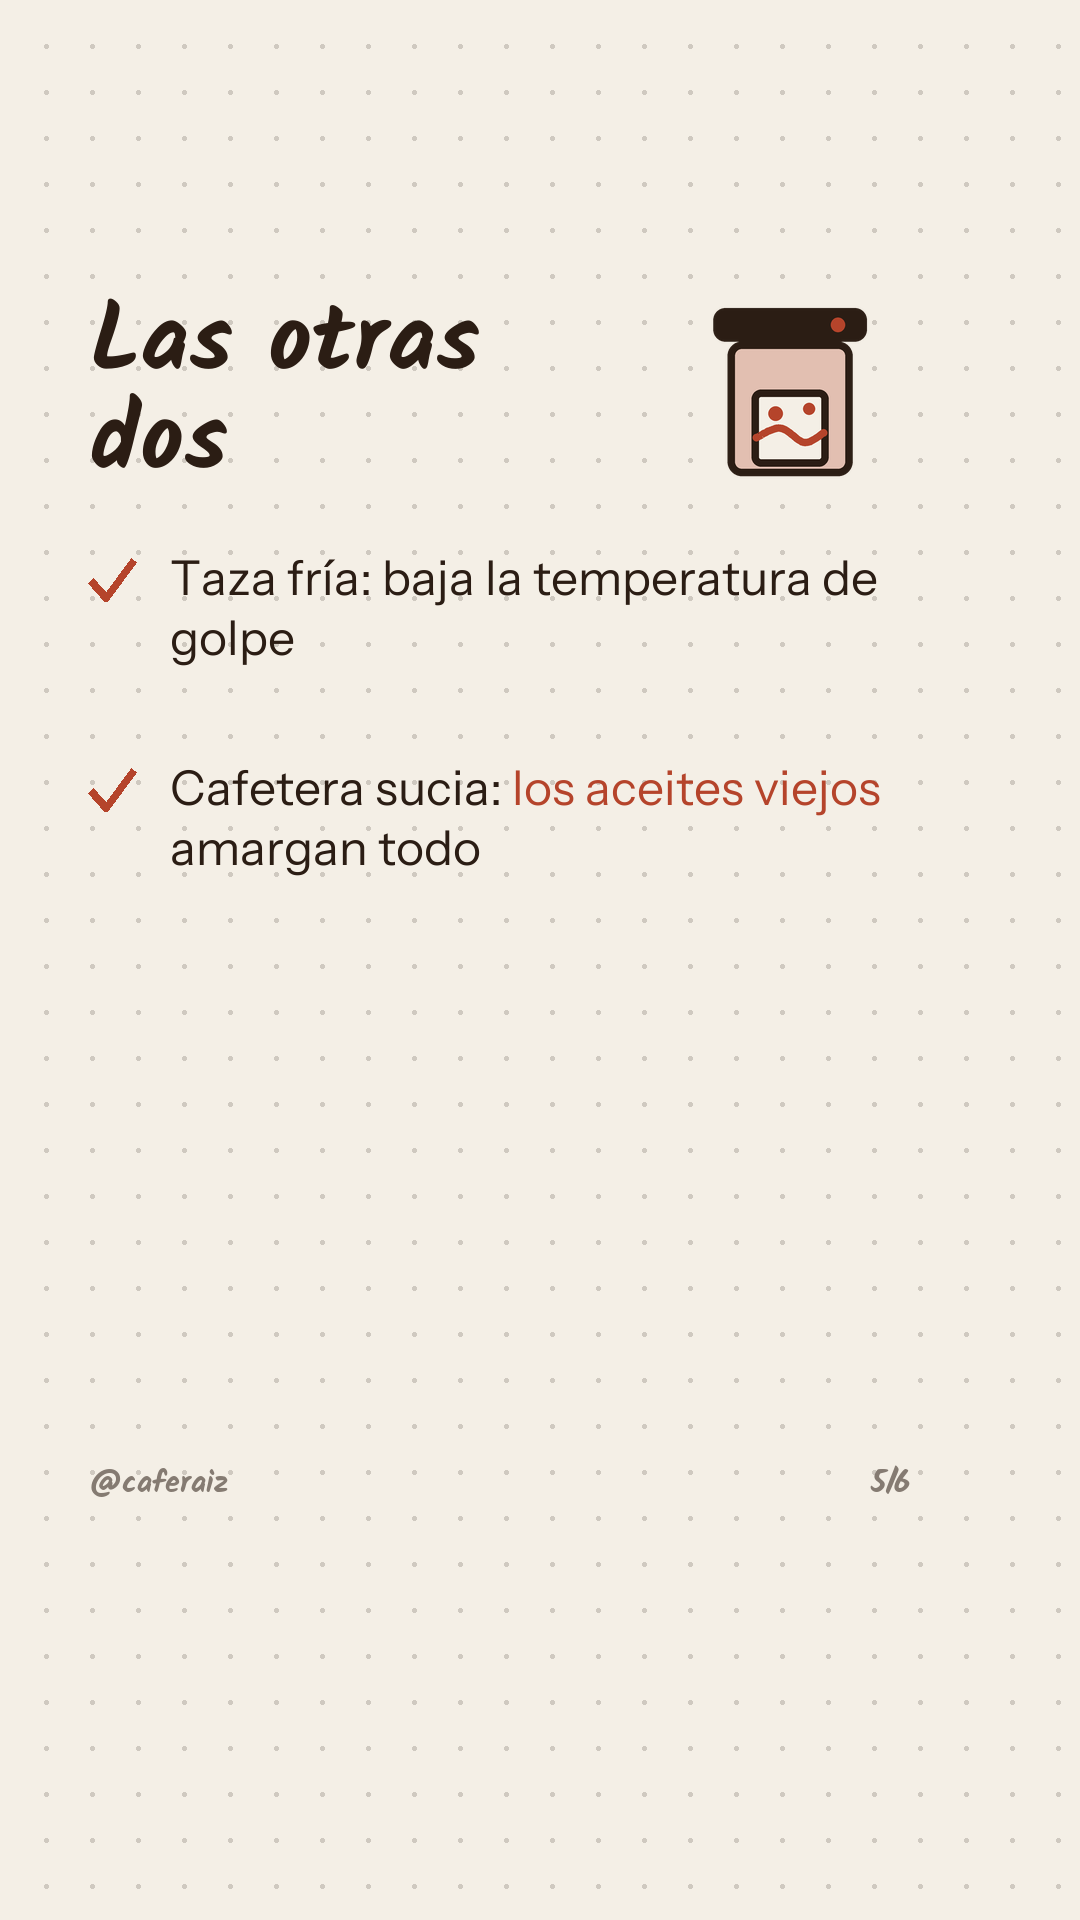 Las otras
dos
Taza fría: baja la temperatura de
golpe
Cafetera sucia: los aceites viejos
amargan todo
@caferaiz
5/6